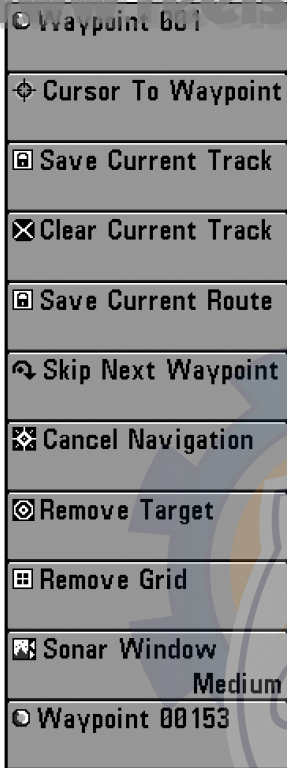 Waypoint 001
Cursor To Waypoint
Save Current Track
Clear Current Track
Save Current Route
Skip Next Waypoint
Cancel Navigation
Remove Target
Remove Grid
Sonar Window
Medium
Waypoint 00153